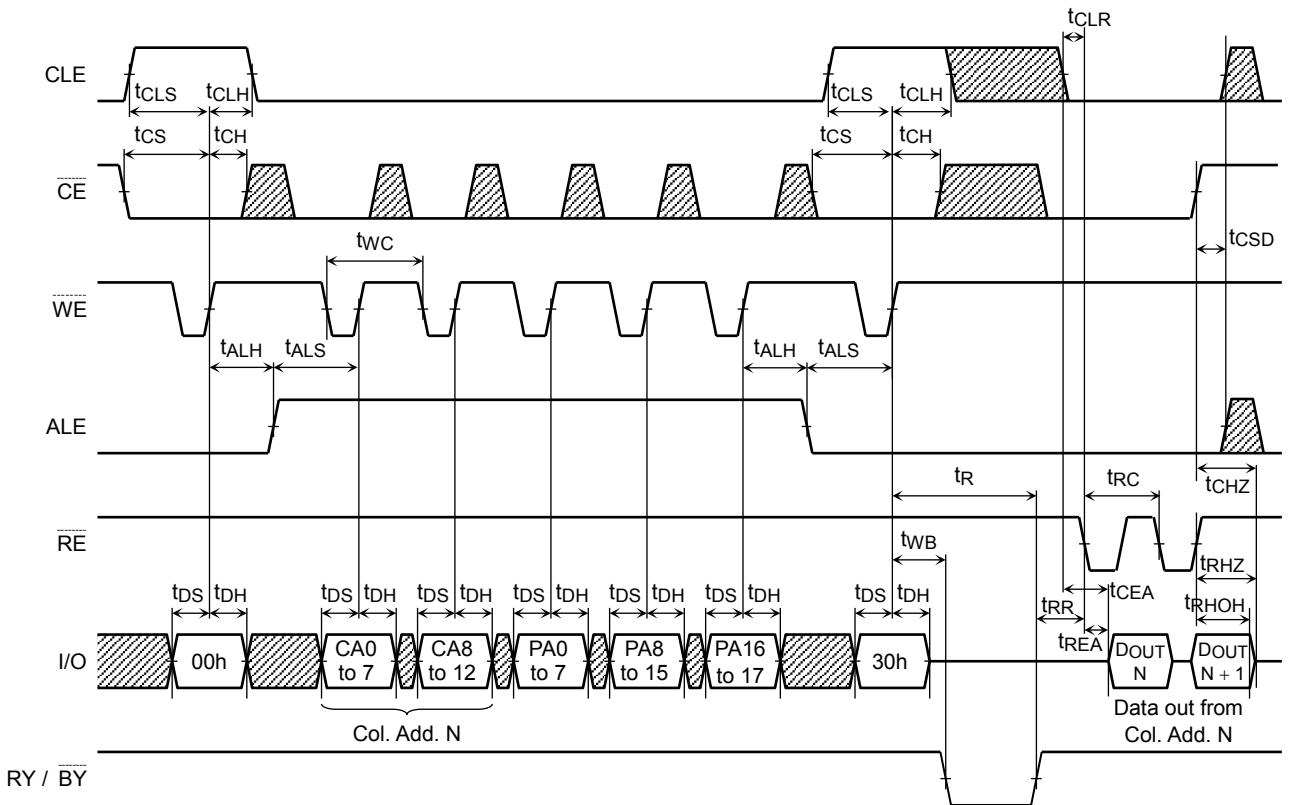 tCLR
CLE
tCLS tCLH tCLS tCLH
tCS tCH tCS tCH
CE
tCSD
tWC
WE
tALH tALS tALH tALS
ALE
tR tRC tCHZ
RE
tWB tRHZ
tDS tDH tDS tDH tDS tDH tDS tDH tDS tDH tDS tDH tDS tDH tRR tCEA tRHOH
tREA
I/O 00h CA0 to 7 CA8 to 12 PA0 to 7 PA8 to 15 PA16 to 17 30h DOUT N DOUT N + 1
Col. Add. N
Data out from
Col. Add. N
RY / BY